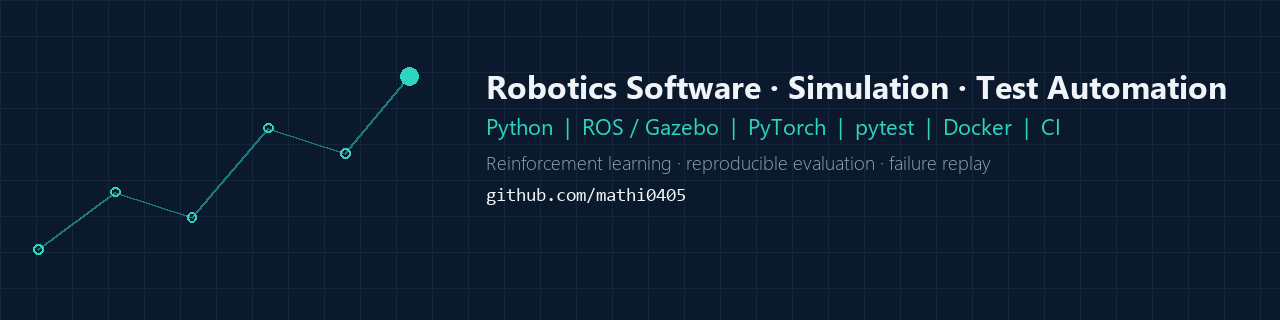 Robotics Software · Simulation · Test Automation
Python | ROS / Gazebo | PyTorch | pytest | Docker | CI
Reinforcement learning · reproducible evaluation · failure replay
github.com/mathi0405